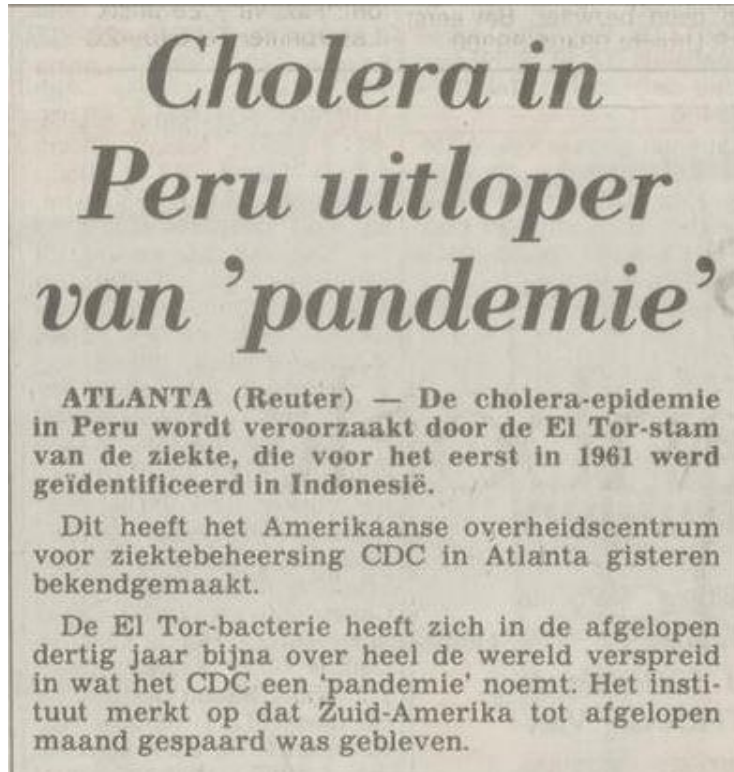 Cholera in
Peru uitloper
van 'pandemie'
ATLANTA (Reuter) — De cholera-epidemie
in Peru wordt veroorzaakt door de El Tor-stam
van de ziekte, die voor het eerst in 1961 werd
geïdentificeerd in Indonesië.
Dit heeft het Amerikaanse overheidscentrum
voor ziektebeheersing CDC in Atlanta gisteren
bekendgemaakt.
De El Tor-bacterie heeft zich in de afgelopen
dertig jaar bijna over heel de wereld verspreid
in wat het CDC een 'pandemie' noemt. Het insti-
tuut merkt op dat Zuid-Amerika tot afgelopen
maand gespaard was gebleven.